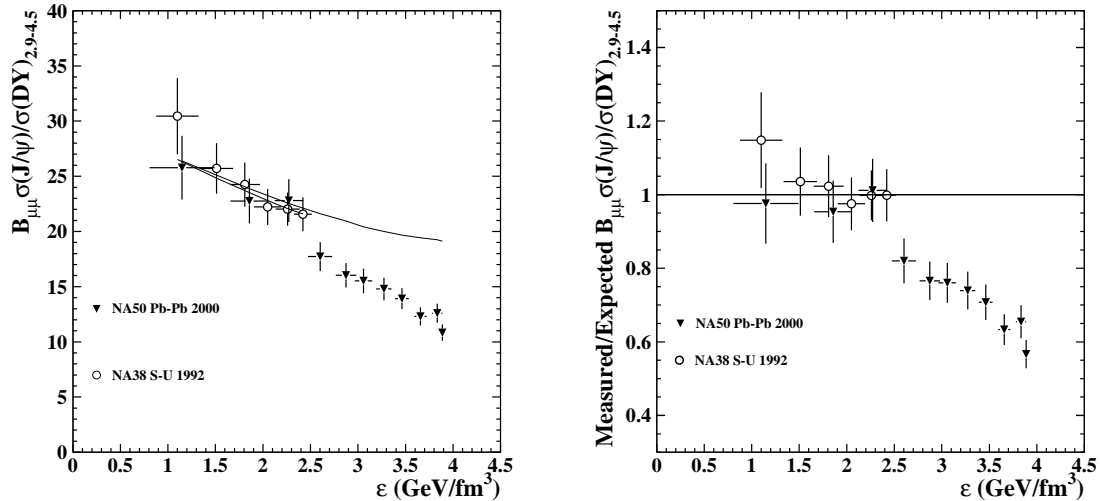 B_μμ σ(J/ψ)/σ(DY)_2.9-4.5
40
35
30
25
20
15
10
5
0
NA50 Pb-Pb 2000
NA38 S-U 1992
0 0.5 1 1.5 2 2.5 3 3.5 4 4.5
ε (GeV/fm³)
Measured/Expected B_μμ σ(J/ψ)/σ(DY)_2.9-4.5
1.4
1.2
1
0.8
0.6
0.4
NA50 Pb-Pb 2000
NA38 S-U 1992
0 0.5 1 1.5 2 2.5 3 3.5 4 4.5
ε (GeV/fm³)